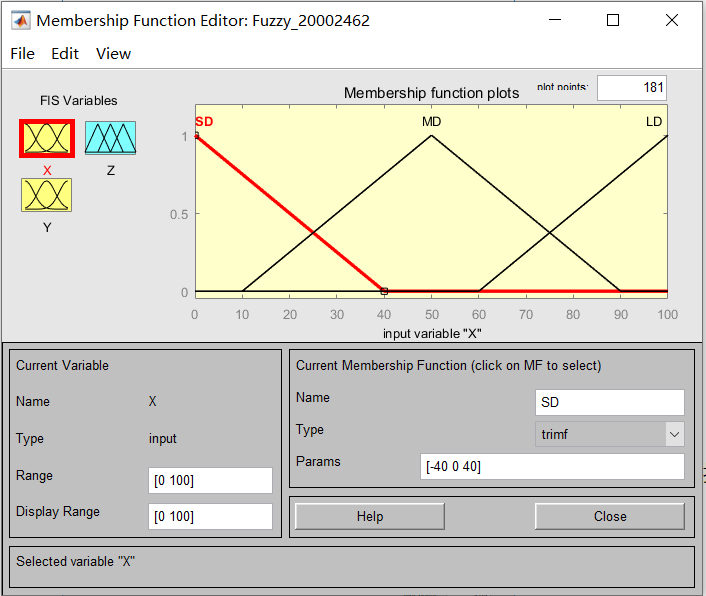 Membership Function Editor: Fuzzy_20002462
File Edit View
FIS Variables
X
Z
Y
Membership function plots
plot points:
181
SD
MD
LD
1
0.5
0
0 10 20 30 40 50 60 70 80 90 100
input variable "X"
Current Variable
Name X
Type input
Range [0 100]
Display Range [0 100]
Current Membership Function (click on MF to select)
Name SD
Type trimf
Params [-40 0 40]
Help Close
Selected variable "X"